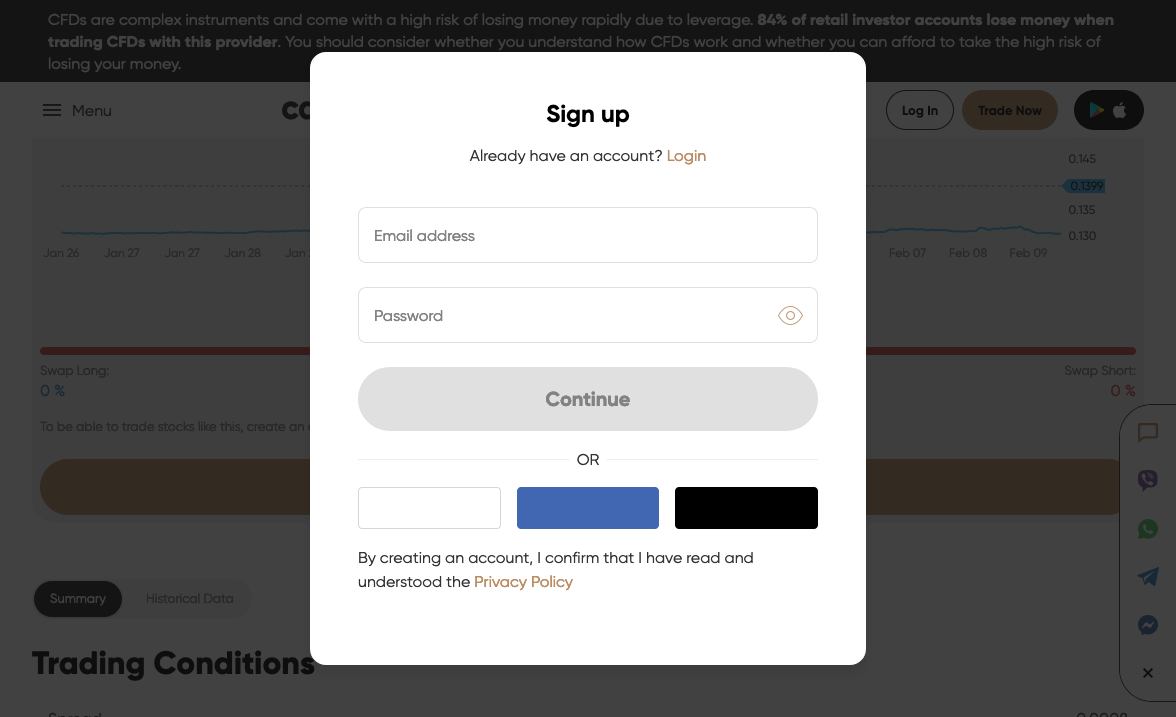 CFDs are complex instruments and come with a high risk of losing money rapidly due to leverage. 84% of retail investor accounts lose money when
trading CFDs with this provider. You should consider whether you understand how CFDs work and whether you can afford to take the high risk of
losing your money.
Menu
Log In
Trade Now
Sign up
Already have an account? Login
Email address
Password
Continue
OR
By creating an account, I confirm that I have read and
understood the Privacy Policy
0.145
0.1399
0.135
0.130
Jan 26 Jan 27 Jan 27 Jan 28 Jan Feb 07 Feb 08 Feb 09
Swap Long: Swap Short:
0 % 0 %
To be able to trade stocks like this, create an
Summary Historical Data
Trading Conditions
Spread